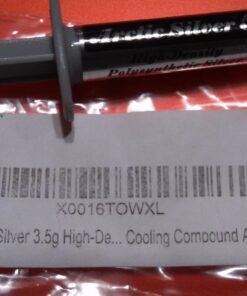 Arctic Silver
High-Density
Polysynthetic Silver
X0016TOWXL
Silver 3.5g High-De... Cooling Compound A